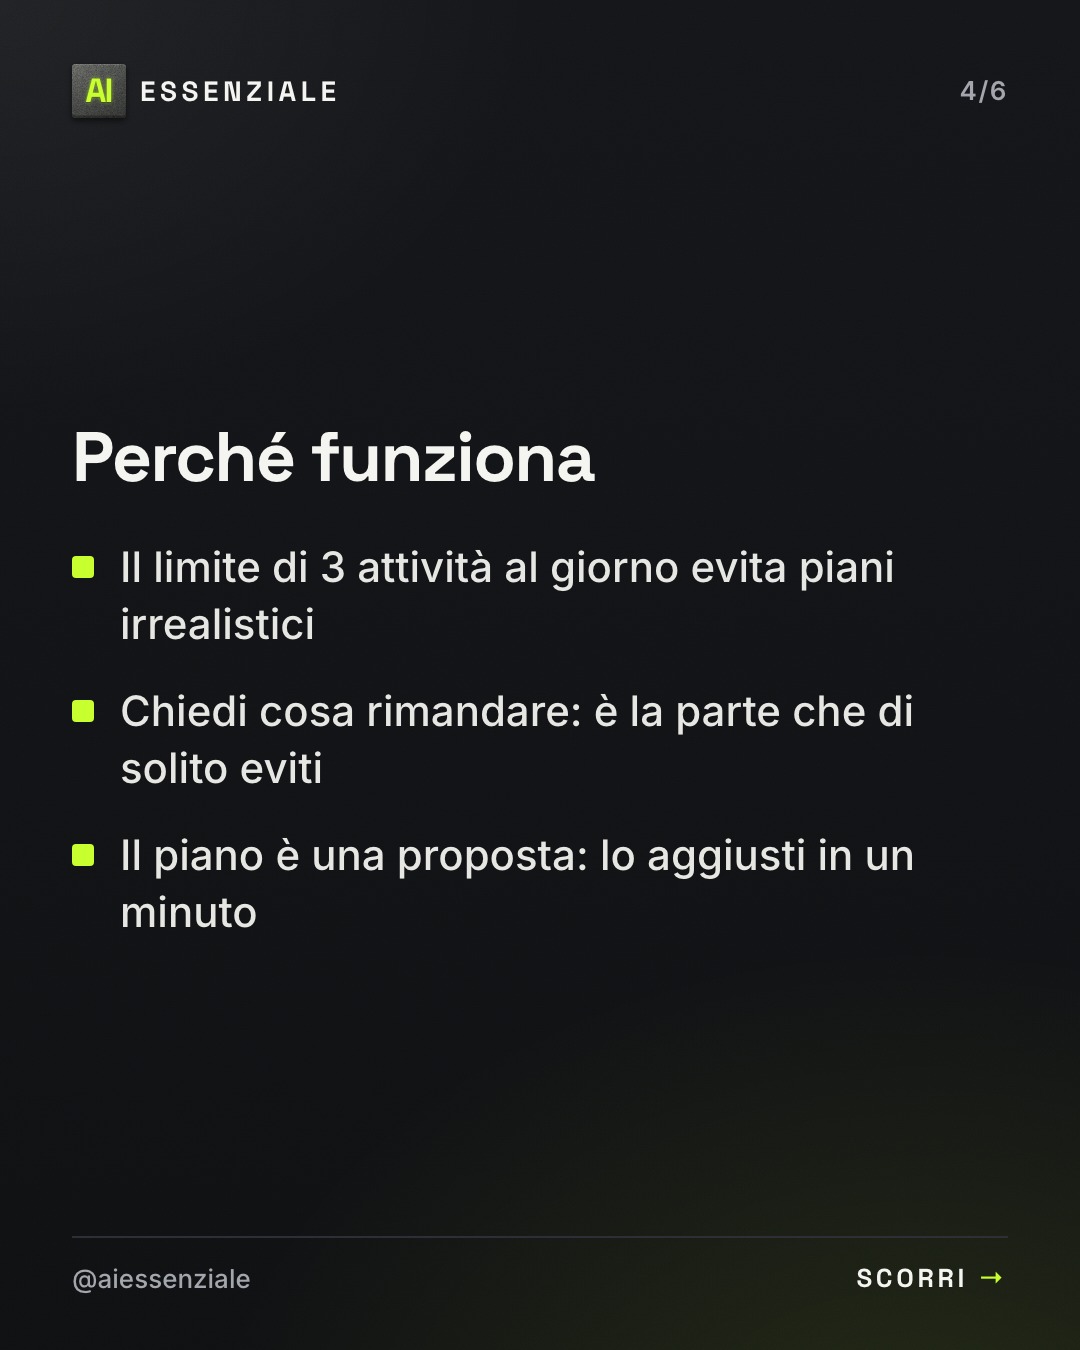 AI ESSENZIALE
4/6
Perché funziona
Il limite di 3 attività al giorno evita piani
irrealistici
Chiedi cosa rimandare: è la parte che di
solito eviti
Il piano è una proposta: lo aggiusti in un
minuto
@aiessenziale
SCORRI →